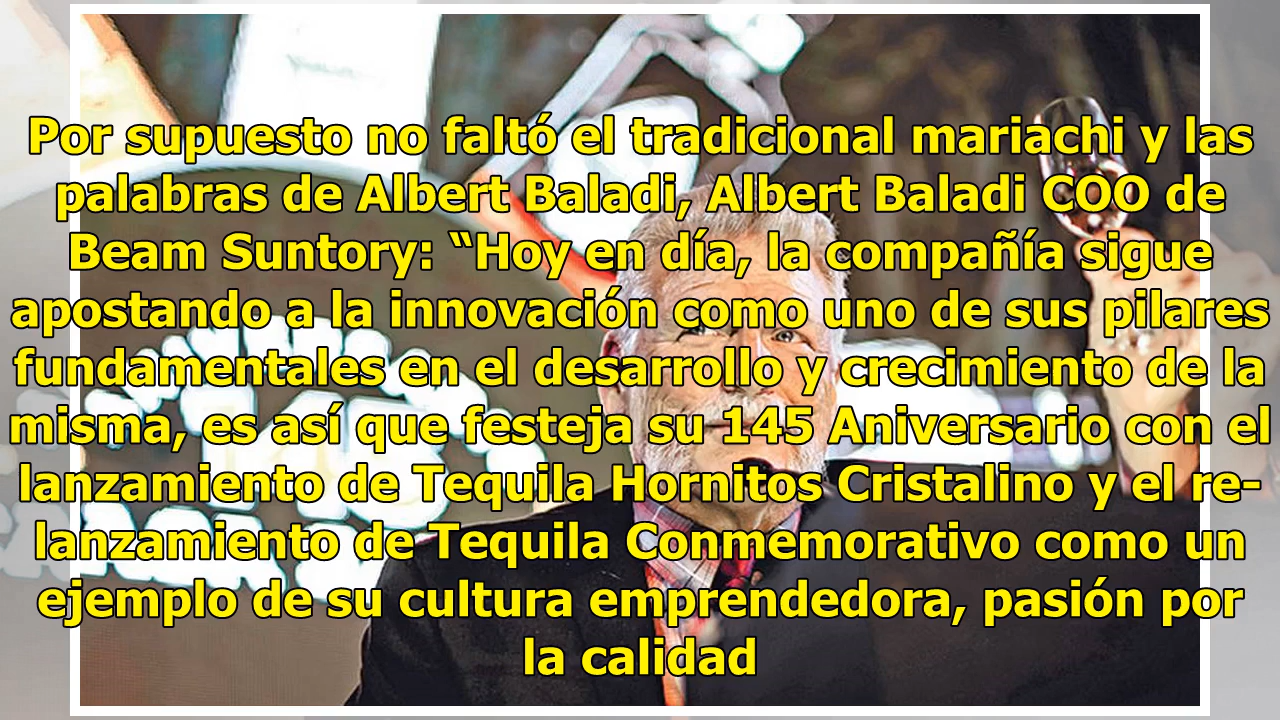 Por supuesto no faltó el tradicional mariachi y las
palabras de Albert Baladi, Albert Baladi COO de
Beam Suntory: “Hoy en día, la compañía sigue
apostando a la innovación como uno de sus pilares
fundamentales en el desarrollo y crecimiento de la
misma, es así que festeja su 145 Aniversario con el
lanzamiento de Tequila Hornitos Cristalino y el re-
lanzamiento de Tequila Conmemorativo como un
ejemplo de su cultura emprendedora, pasión por
la calidad